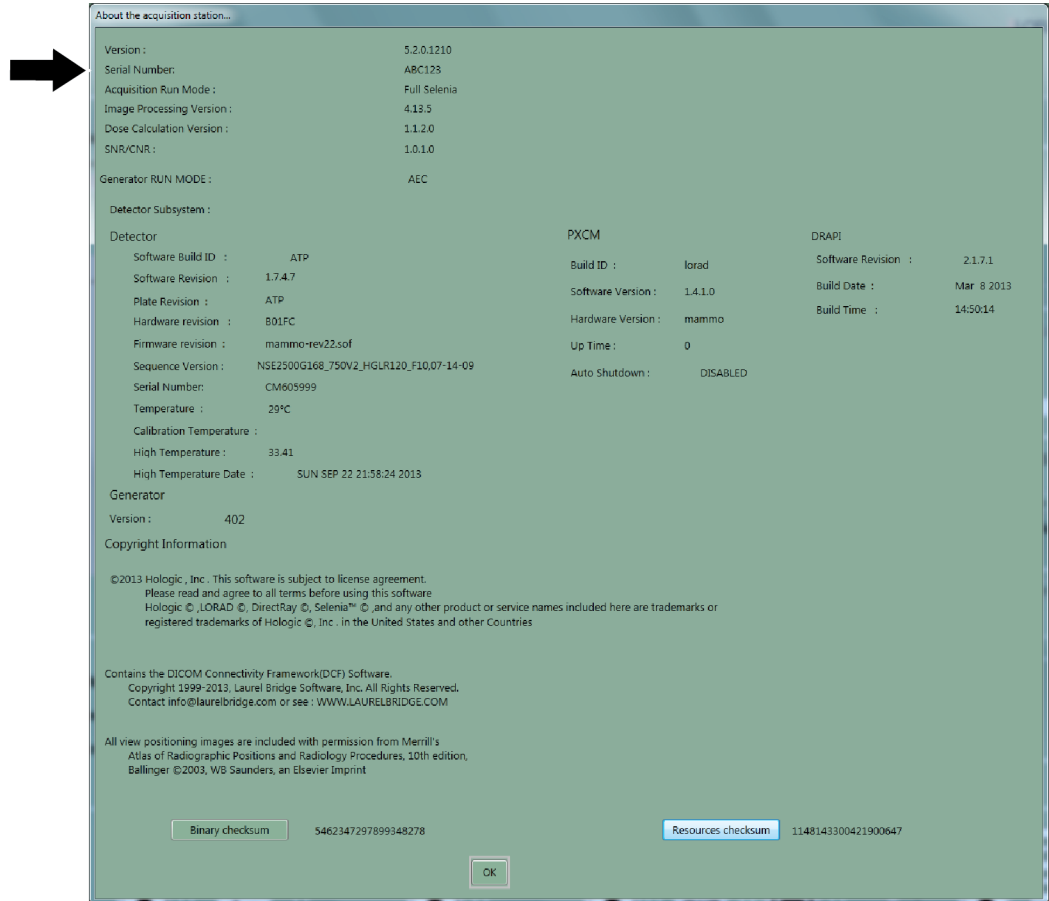 About the acquisition station...
Version : 5.2.0.1210
Serial Number: ABC123
Acquisition Run Mode : Full Selenia
Image Processing Version : 4.13.5
Dose Calculation Version : 1.1.2.0
SNR/CNR : 1.0.1.0
Generator RUN MODE : AEC
Detector Subsystem :
Detector
Software Build ID : ATP
Software Revision : 1.7.4.7
Plate Revision : ATP
Hardware revision : B01FC
Firmware revision : mammo-rev22.sof
Sequence Version : NSE2500G168_750V2_HGLR120_F10,07-14-09
Serial Number: CM605999
Temperature : 29°C
Calibration Temperature :
High Temperature : 33.41
High Temperature Date : SUN SEP 22 21:58:24 2013
PXCM
Build ID : lorad
Software Version : 1.4.1.0
Hardware Version : mammo
Up Time : 0
Auto Shutdown : DISABLED
DRAPI
Software Revision : 2.1.7.1
Build Date : Mar 8 2013
Build Time : 14:50:14
Generator
Version : 402
Copyright Information
©2013 Hologic , Inc . This software is subject to license agreement.
Please read and agree to all terms before using this software
Hologic © ,LORAD ©, DirectRay ©, Selenia™ © ,and any other product or service names included here are trademarks or
registered trademarks of Hologic ©, Inc . in the United States and other Countries
Contains the DICOM Connectivity Framework(DCF) Software.
Copyright 1999-2013, Laurel Bridge Software, Inc. All Rights Reserved.
Contact info@laurelbridge.com or see : WWW.LAURELBRIDGE.COM
All view positioning images are included with permission from Merrill's
Atlas of Radiographic Positions and Radiology Procedures, 10th edition,
Ballinger ©2003, WB Saunders, an Elsevier Imprint
Binary checksum 5462347297899348278
Resources checksum 1148143300421900647
OK